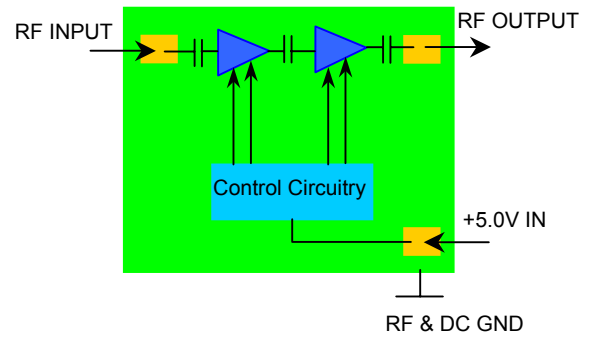 RF INPUT
RF OUTPUT
Control Circuitry
+5.0V IN
RF & DC GND